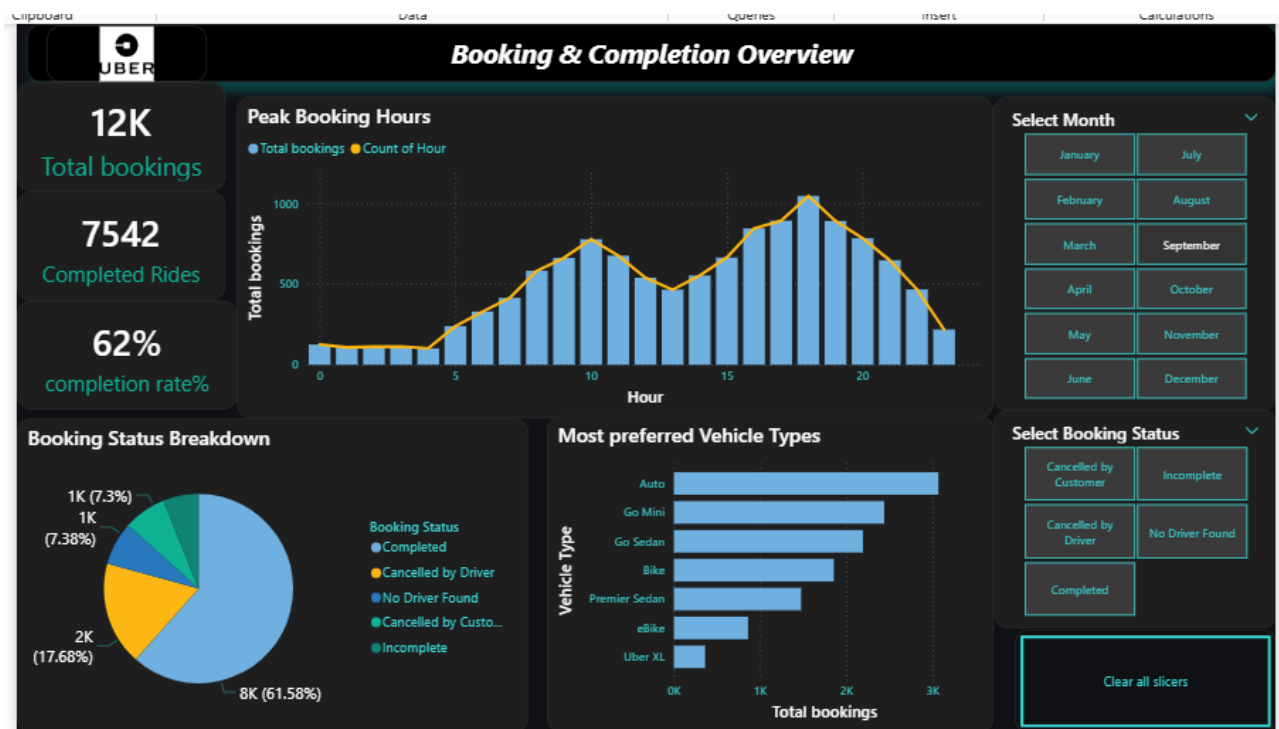 Clipboard
Data
Queries
Insert
Calculations
UBER
Booking & Completion Overview
12K
Total bookings
7542
Completed Rides
62%
completion rate%
Peak Booking Hours
Total bookings Count of Hour
Total bookings
1000
500
0
0 5 10 15 20
Hour
Select Month
January July
February August
March September
April October
May November
June December
Booking Status Breakdown
1K (7.3%)
1K
(7.38%)
2K
(17.68%)
8K (61.58%)
Booking Status
Completed
Cancelled by Driver
No Driver Found
Cancelled by Custo...
Incomplete
Most preferred Vehicle Types
Vehicle Type
Auto
Go Mini
Go Sedan
Bike
Premier Sedan
eBike
Uber XL
0K 1K 2K 3K
Total bookings
Select Booking Status
Cancelled by
Customer
Incomplete
Cancelled by
Driver
No Driver Found
Completed
Clear all slicers